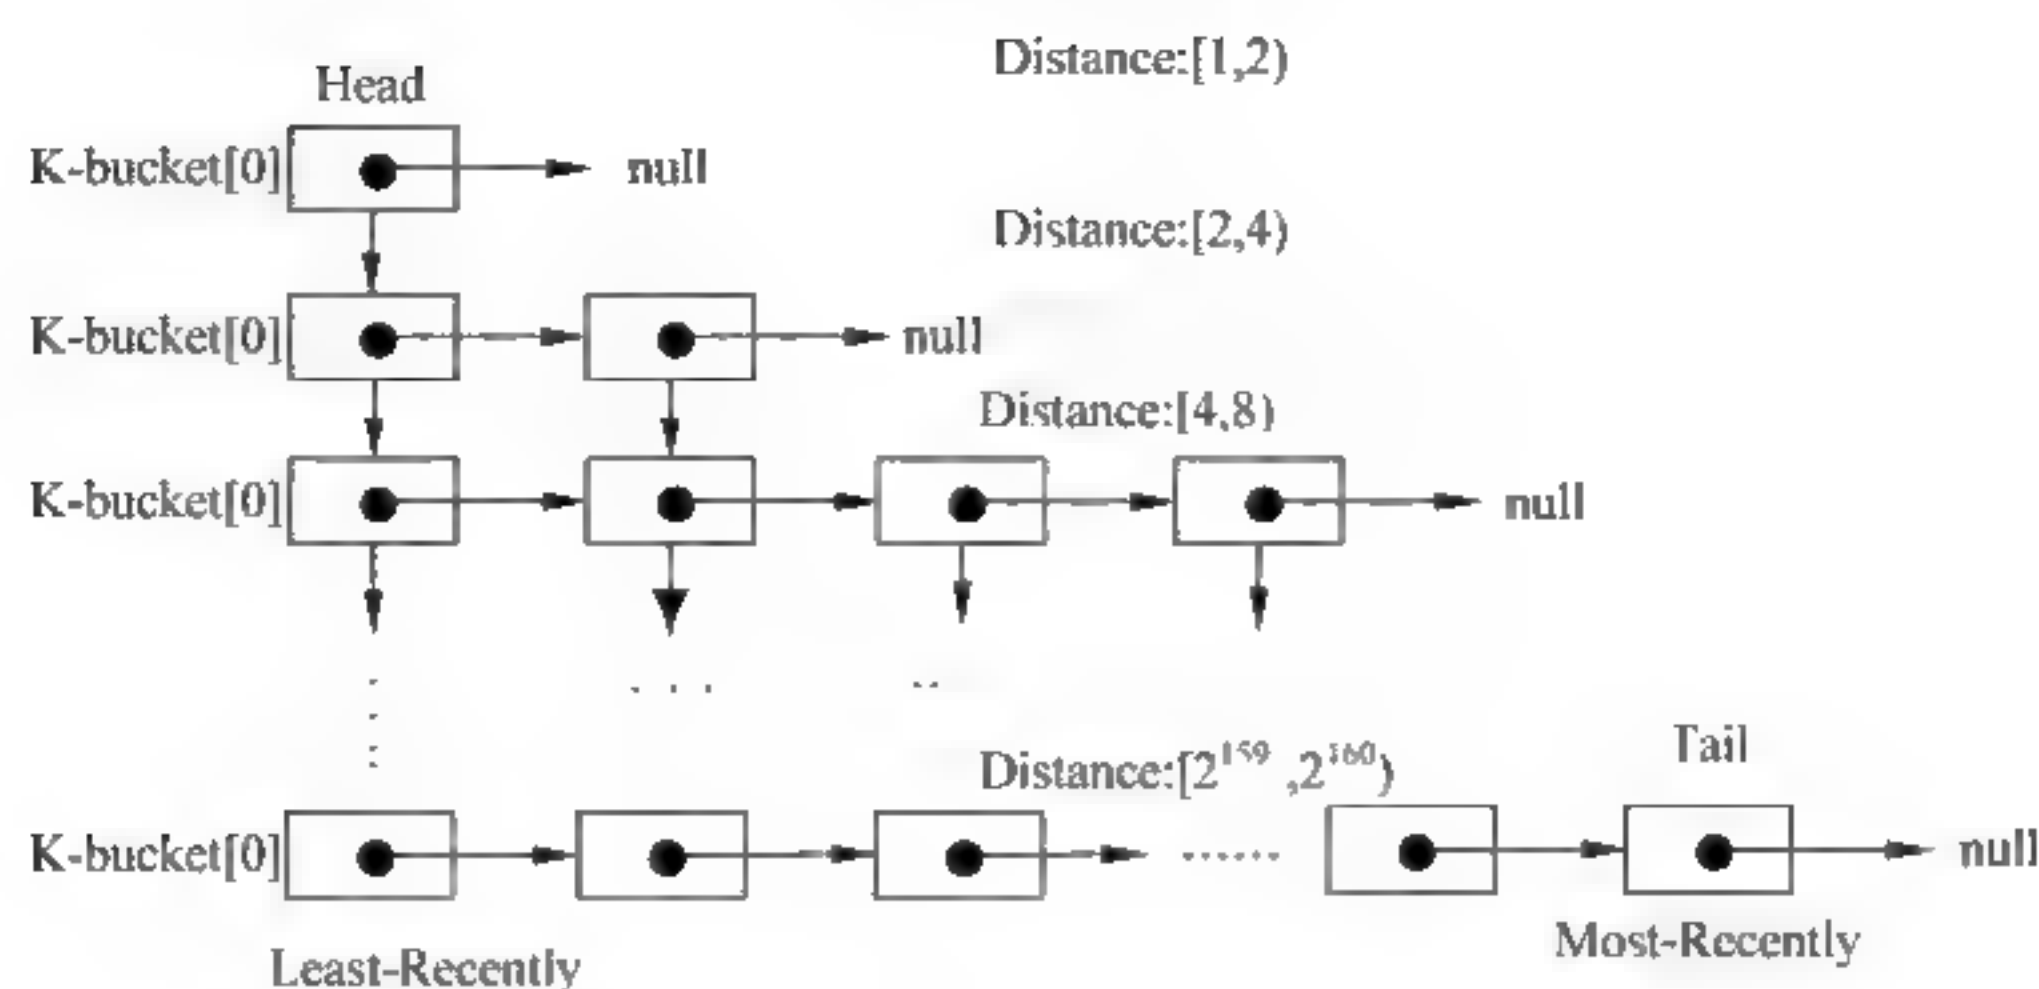 Distance:[1,2)
Head
K-bucket[0] null
Distance:[2,4)
K-bucket[0] null
Distance:[4,8)
K-bucket[0] null
Distance:[2^159 ,2^160)
Tail
K-bucket[0] ...... null
Least-Recently
Most-Recently